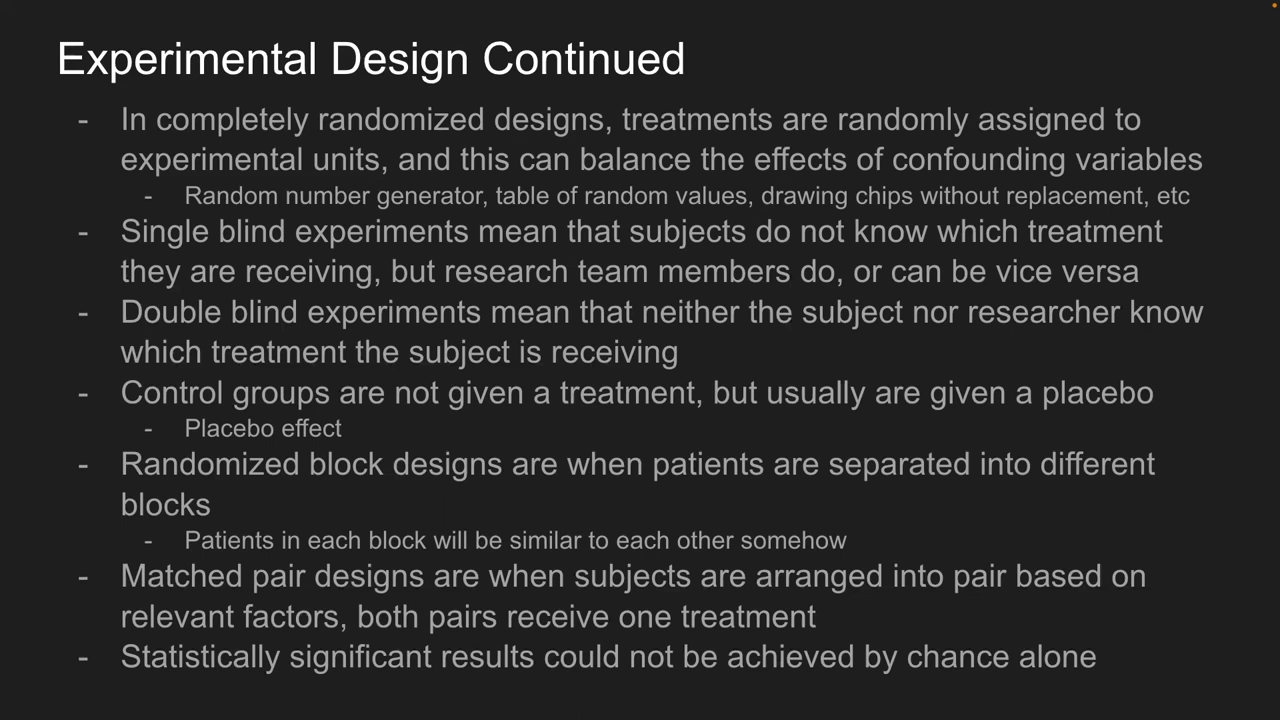 Experimental Design Continued
- In completely randomized designs, treatments are randomly assigned to
experimental units, and this can balance the effects of confounding variables
- Random number generator, table of random values, drawing chips without replacement, etc
- Single blind experiments mean that subjects do not know which treatment
they are receiving, but research team members do, or can be vice versa
- Double blind experiments mean that neither the subject nor researcher know
which treatment the subject is receiving
- Control groups are not given a treatment, but usually are given a placebo
- Placebo effect
- Randomized block designs are when patients are separated into different
blocks
- Patients in each block will be similar to each other somehow
- Matched pair designs are when subjects are arranged into pair based on
relevant factors, both pairs receive one treatment
- Statistically significant results could not be achieved by chance alone